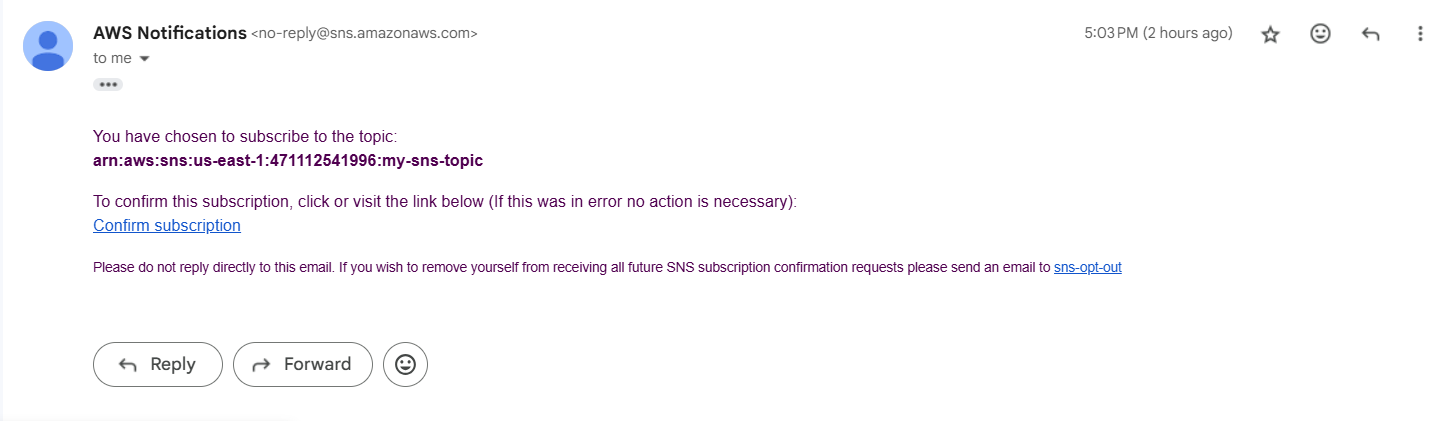 AWS Notifications <no-reply@sns.amazonaws.com> 5:03 PM (2 hours ago)
to me
You have chosen to subscribe to the topic:
arn:aws:sns:us-east-1:471112541996:my-sns-topic
To confirm this subscription, click or visit the link below (If this was in error no action is necessary):
Confirm subscription
Please do not reply directly to this email. If you wish to remove yourself from receiving all future SNS subscription confirmation requests please send an email to sns-opt-out
Reply Forward